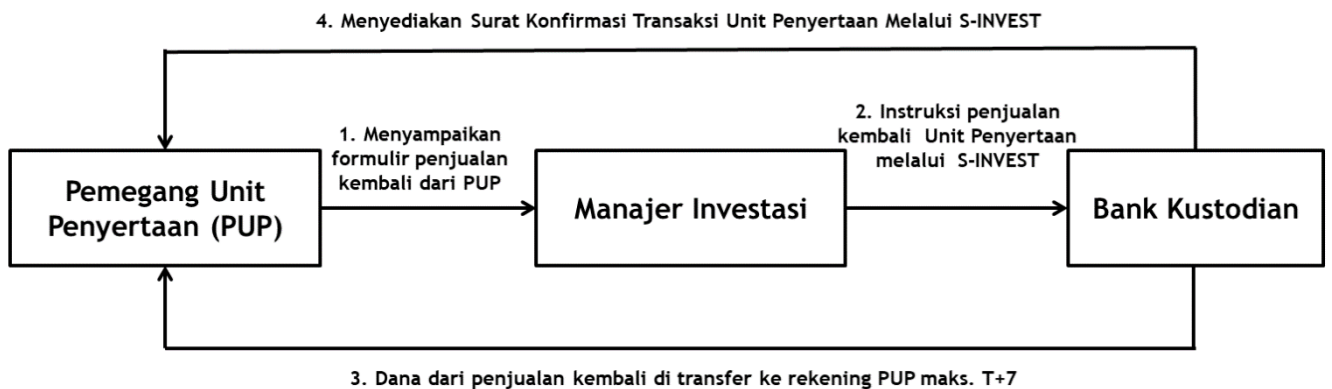 4. Menyediakan Surat Konfirmasi Transaksi Unit Penyertaan Melalui S-INVEST
1. Menyampaikan
formulir penjualan
kembali dari PUP
2. Instruksi penjualan
kembali Unit Penyertaan
melalui S-INVEST
Pemegang Unit
Penyertaan (PUP)
Manajer Investasi
Bank Kustodian
3. Dana dari penjualan kembali di transfer ke rekening PUP maks. T+7